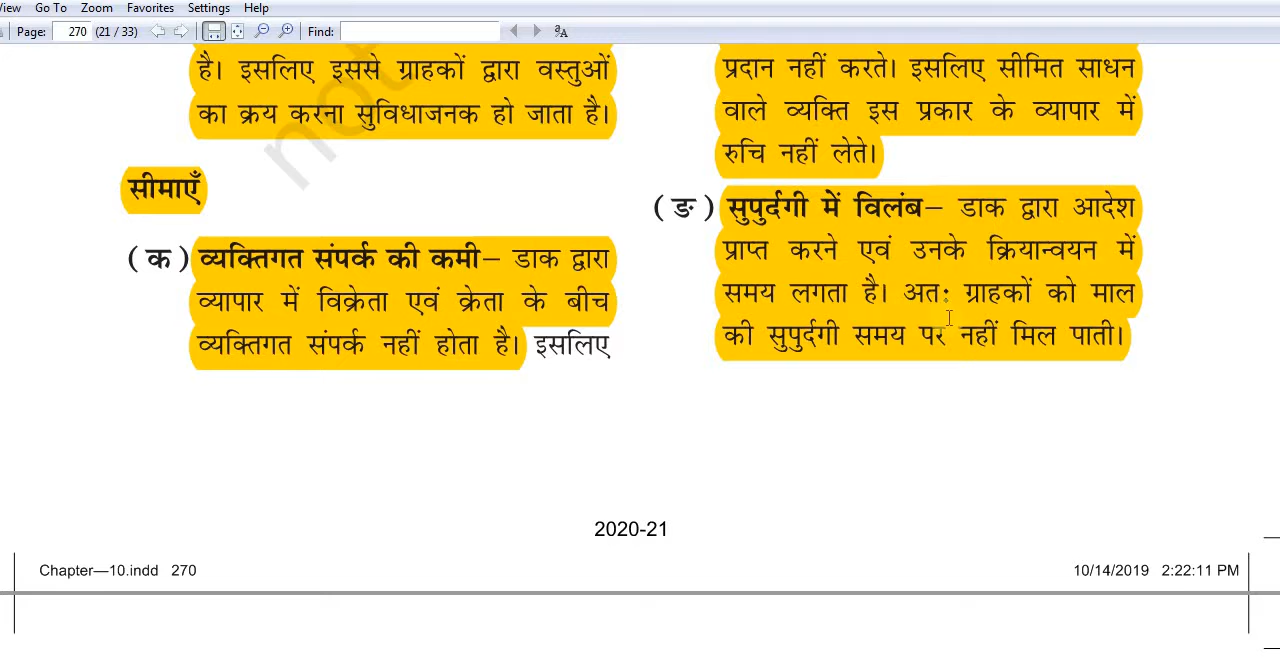 View Go To Zoom Favorites Settings Help
Page: 270 (21 / 33) Find:
है। इसलिए इससे ग्राहकों द्वारा वस्तुओं
का क्रय करना सुविधाजनक हो जाता है।
सीमाएँ
(क) व्यक्तिगत संपर्क की कमी– डाक द्वारा
व्यापार में विक्रेता एवं क्रेता के बीच
व्यक्तिगत संपर्क नहीं होता है। इसलिए
प्रदान नहीं करते। इसलिए सीमित साधन
वाले व्यक्ति इस प्रकार के व्यापार में
रुचि नहीं लेते।
(ङ) सुपुर्दगी में विलंब– डाक द्वारा आदेश
प्राप्त करने एवं उनके क्रियान्वयन में
समय लगता है। अतः ग्राहकों को माल
की सुपुर्दगी समय पर नहीं मिल पाती।
2020-21
Chapter—10.indd 270
10/14/2019 2:22:11 PM